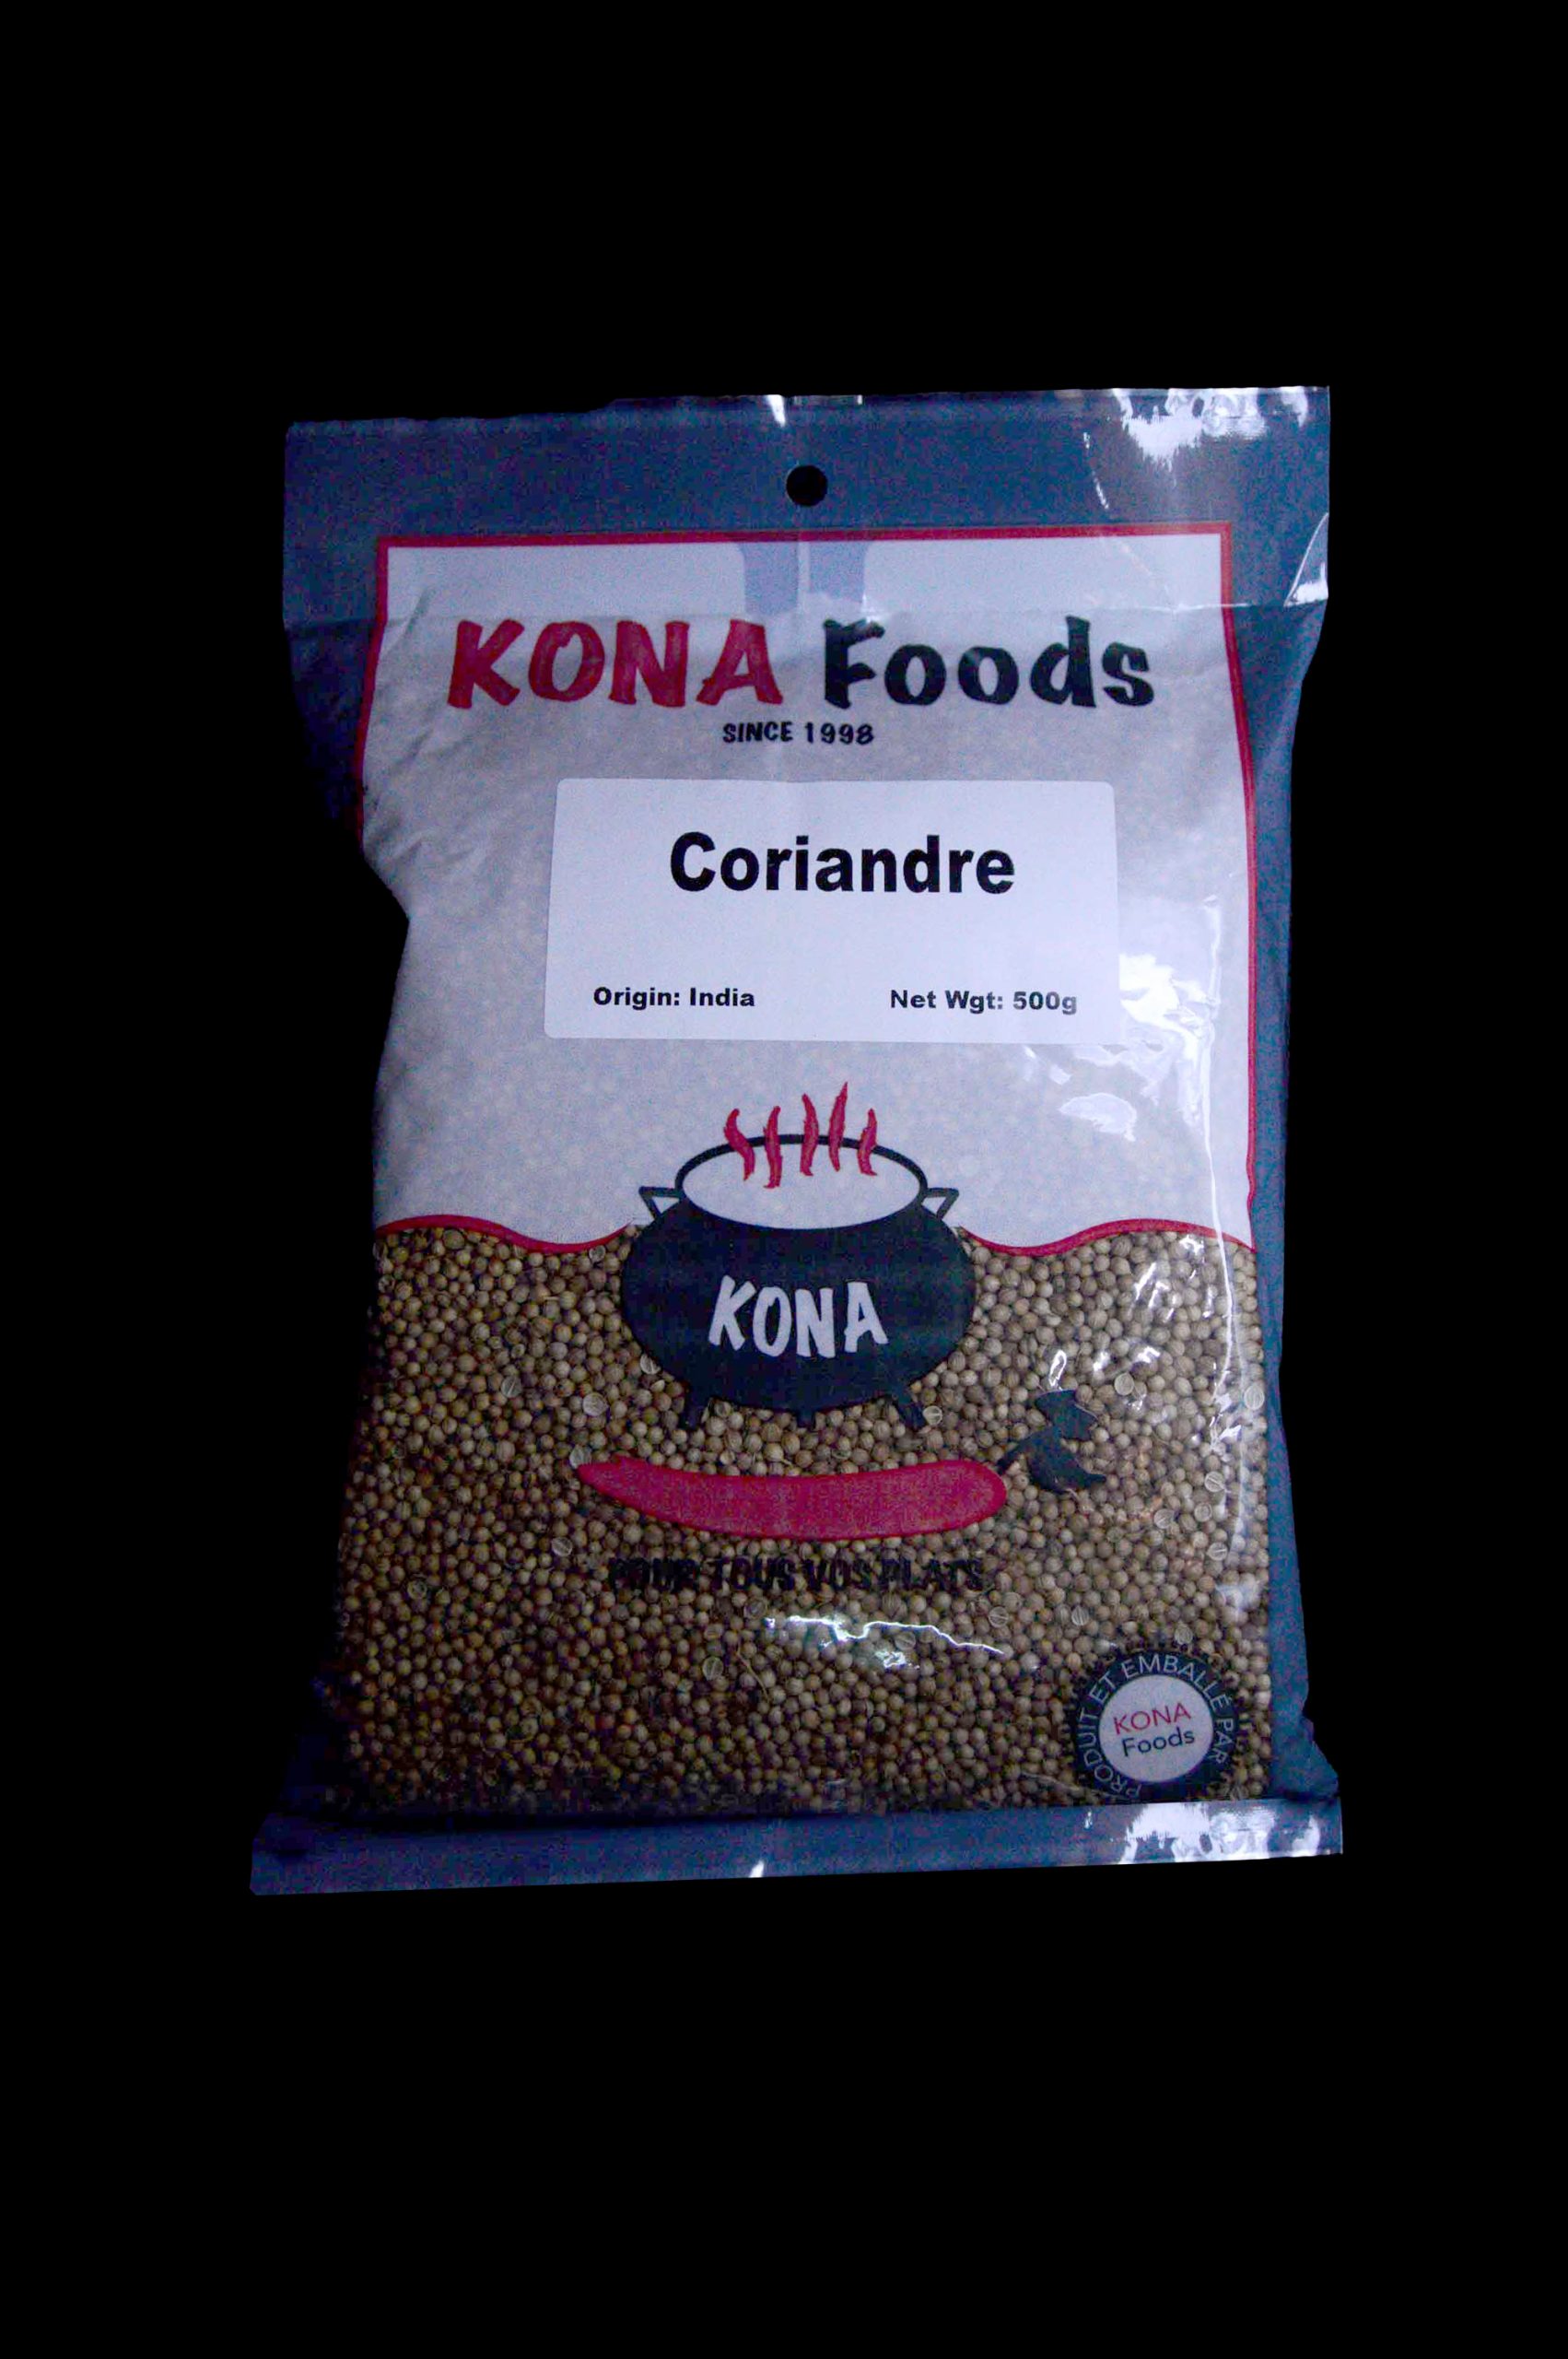 KONA Foods
SINCE 1998
Coriandre
Origin: India Net Wgt: 500g
KONA
POUR TOUS VOS PLATS
PRODUIT ET EMBALLÉ PAR
KONA
Foods